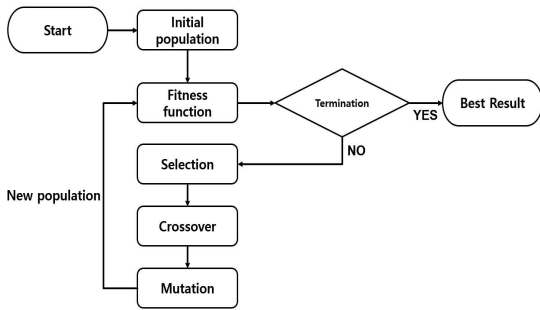 Start
Initial
population
Fitness
function
Termination
YES
Best Result
NO
Selection
New population
Crossover
Mutation